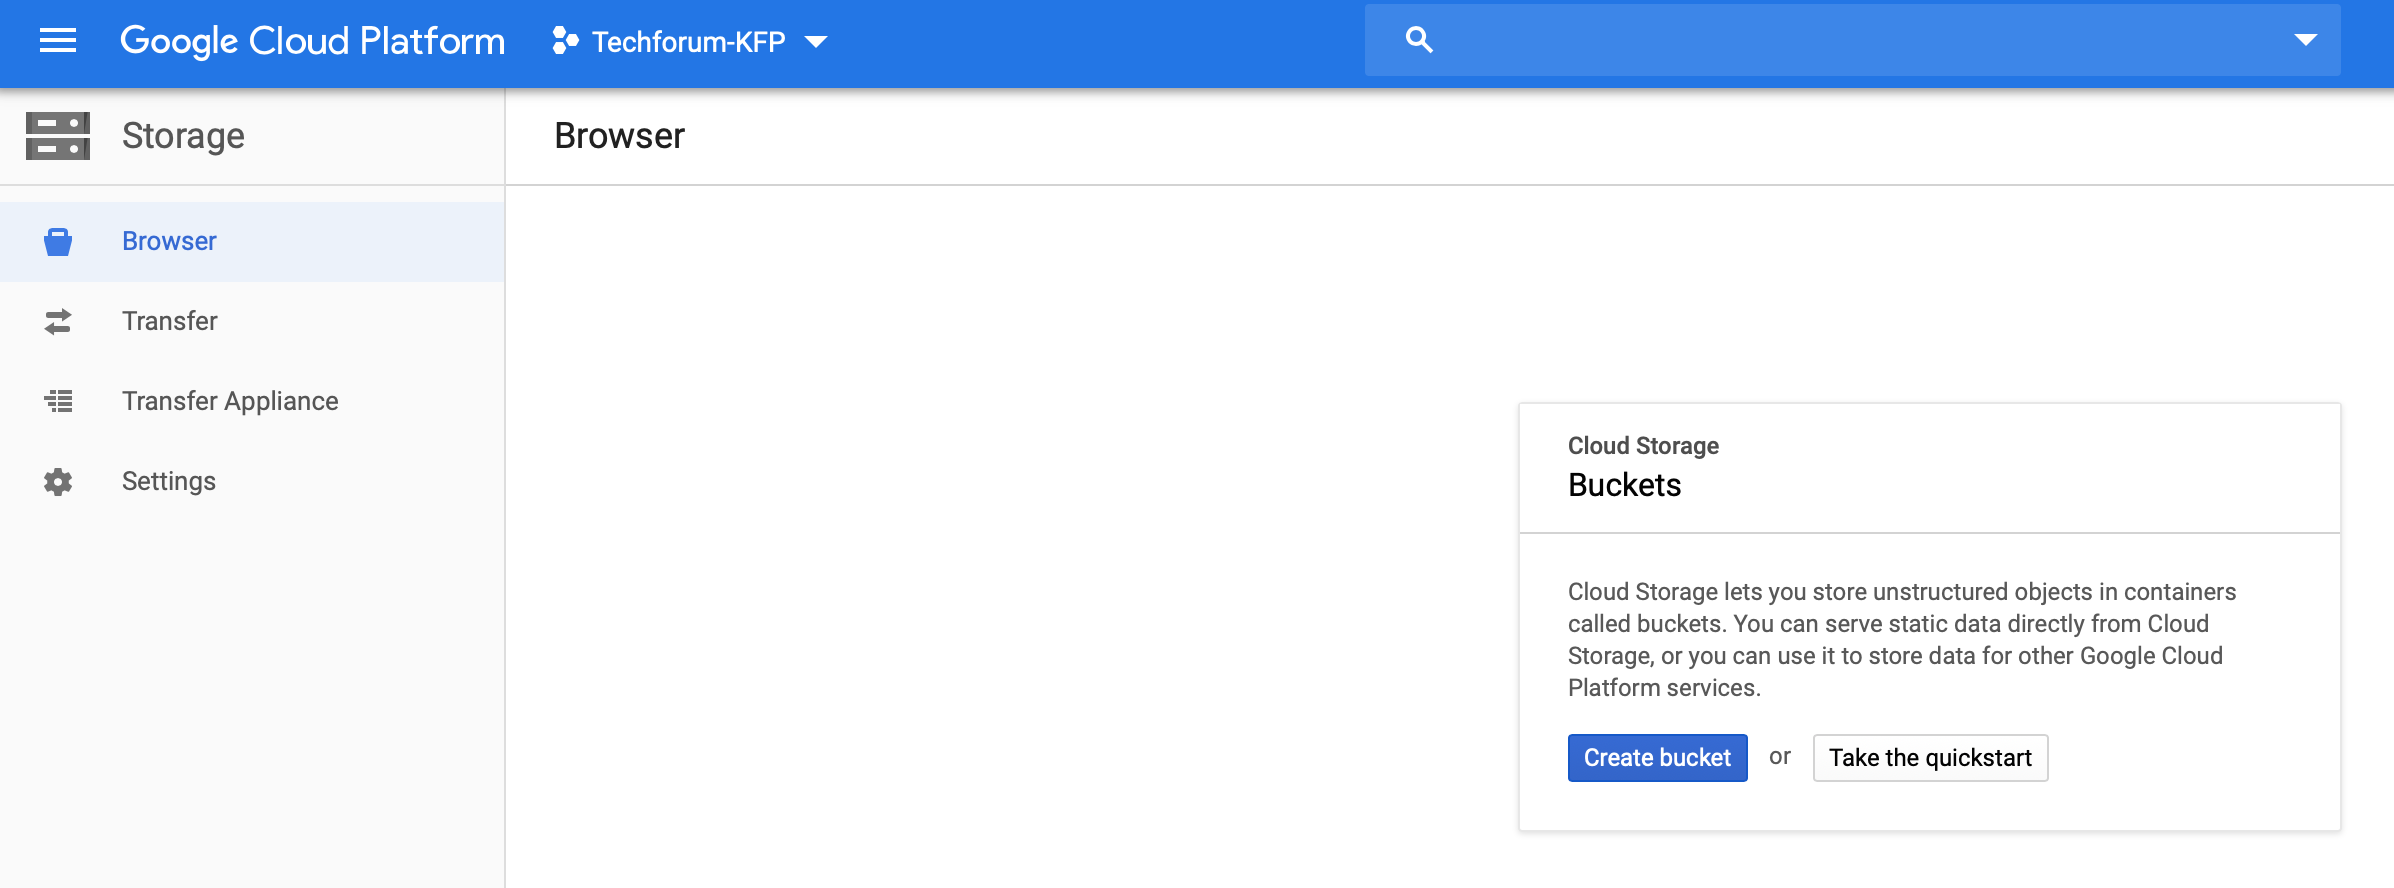 Google Cloud Platform
Techforum-KFP
Storage
Browser
Browser
Transfer
Transfer Appliance
Settings
Cloud Storage
Buckets
Cloud Storage lets you store unstructured objects in containers
called buckets. You can serve static data directly from Cloud
Storage, or you can use it to store data for other Google Cloud
Platform services.
Create bucket or Take the quickstart